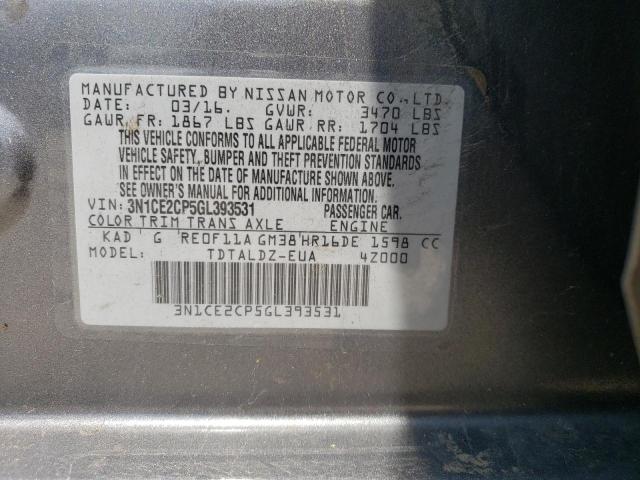 MANUFACTURED BY NISSAN MOTOR CO., LTD.
DATE: 03/16. GVWR: 3470 LBS
GAWR FR: 1867 LBS GAWR RR: 1704 LBS
THIS VEHICLE CONFORMS TO ALL APPLICABLE FEDERAL MOTOR
VEHICLE SAFETY, BUMPER AND THEFT PREVENTION STANDARDS
IN EFFECT ON THE DATE OF MANUFACTURE SHOWN ABOVE.
SEE OWNER'S MANUAL FOR ADDITIONAL INFORMATION.
VIN: 3N1CE2CP5GL393531 PASSENGER CAR.
COLOR TRIM TRANS AXLE ENGINE
KAD G RE0F11A GM38 HR16DE 1598 CC
MODEL: TDTALDZ-EUA 4Z000
3N1CE2CP5GL393531